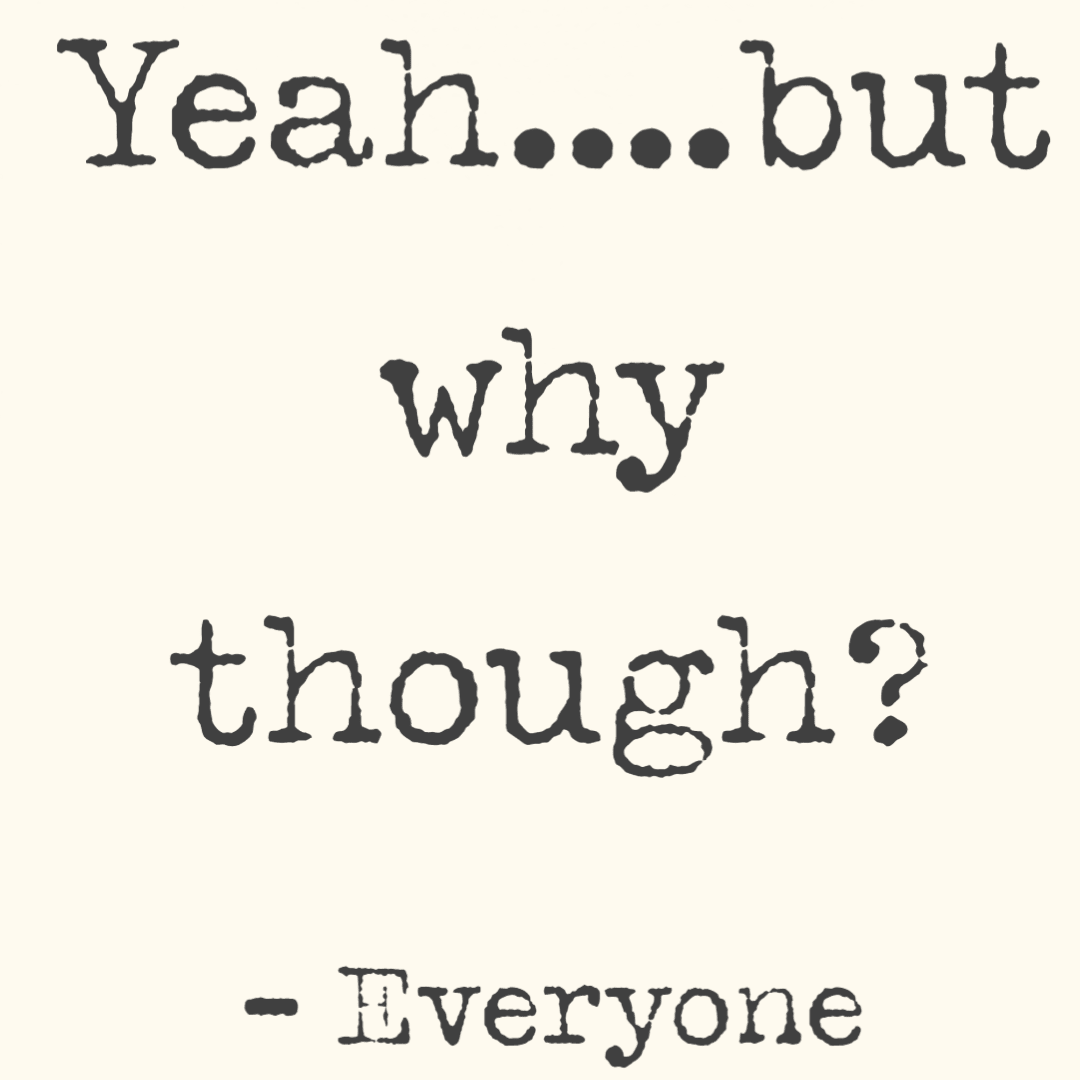 Yeah....but
why
though?
- Everyone